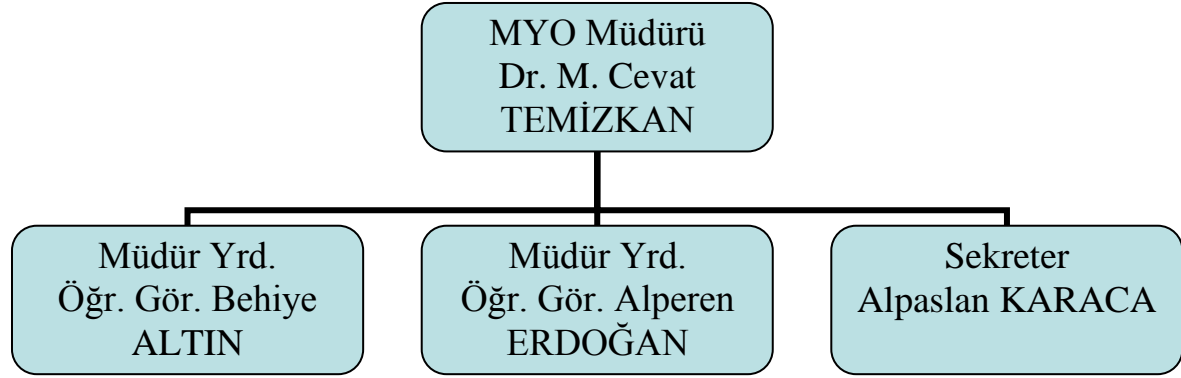 MYO Müdürü
Dr. M. Cevat
TEMİZKAN
Müdür Yrd.
Öğr. Gör. Behiye
ALTIN
Müdür Yrd.
Öğr. Gör. Alperen
ERDOĞAN
Sekreter
Alpaslan KARACA